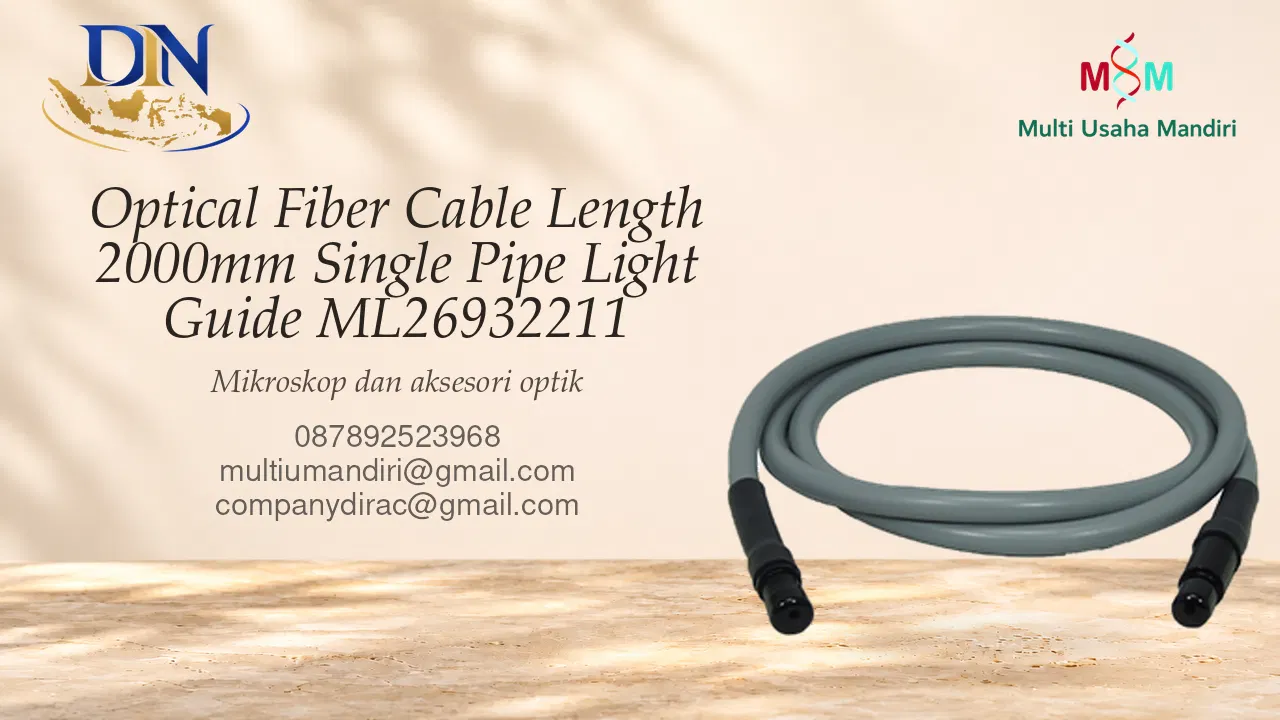 DIN
MSM
Multi Usaha Mandiri
Optical Fiber Cable Length
2000mm Single Pipe Light
Guide ML26932211
Mikroskop dan aksesori optik
087892523968
multiumandiri@gmail.com
companydirac@gmail.com